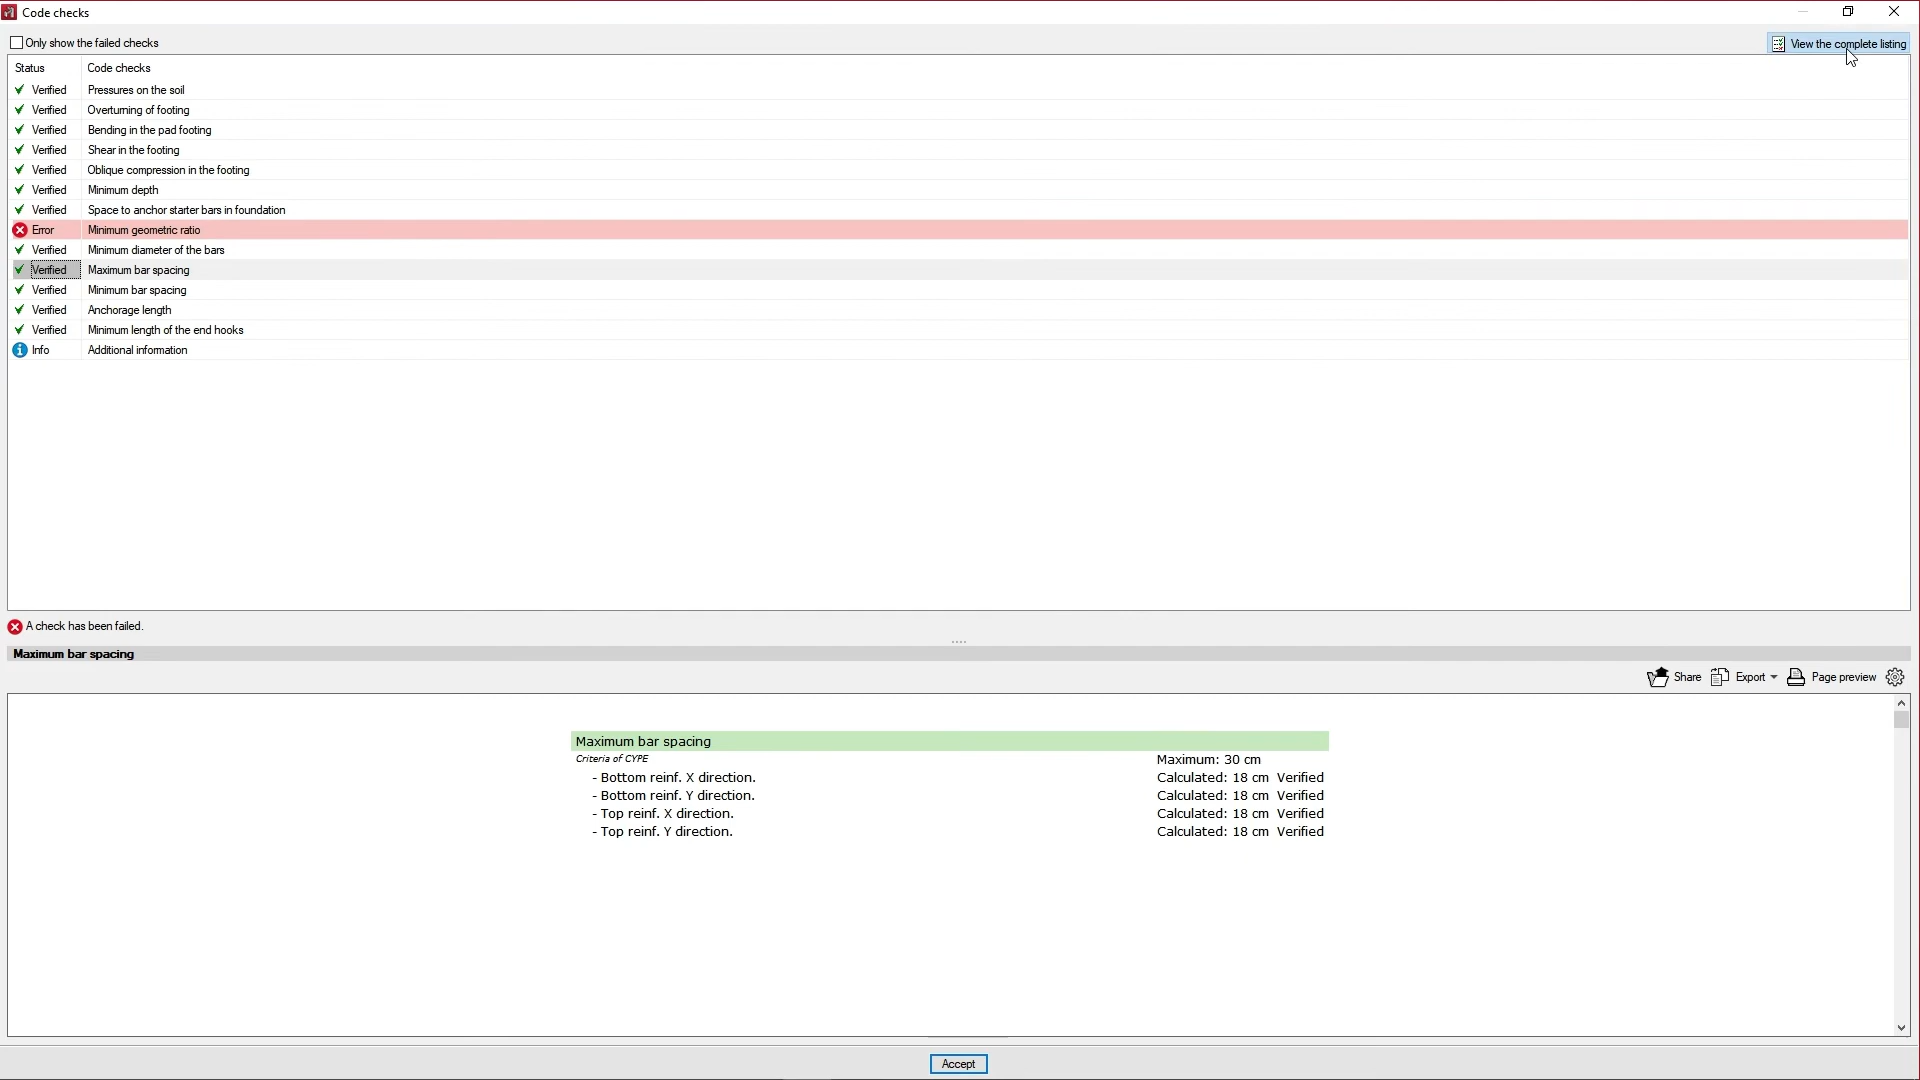 Code checks
Only show the failed checks
View the complete listing
Status Code checks
Verified Pressures on the soil
Verified Overturning of footing
Verified Bending in the pad footing
Verified Shear in the footing
Verified Oblique compression in the footing
Verified Minimum depth
Verified Space to anchor starter bars in foundation
Error Minimum geometric ratio
Verified Minimum diameter of the bars
Verified Maximum bar spacing
Verified Minimum bar spacing
Verified Anchorage length
Verified Minimum length of the end hooks
Info Additional information
A check has been failed.
Maximum bar spacing
Share Export Page preview
Maximum bar spacing
Criteria of CYPE Maximum: 30 cm
- Bottom reinf. X direction. Calculated: 18 cm Verified
- Bottom reinf. Y direction. Calculated: 18 cm Verified
- Top reinf. X direction. Calculated: 18 cm Verified
- Top reinf. Y direction. Calculated: 18 cm Verified
Accept